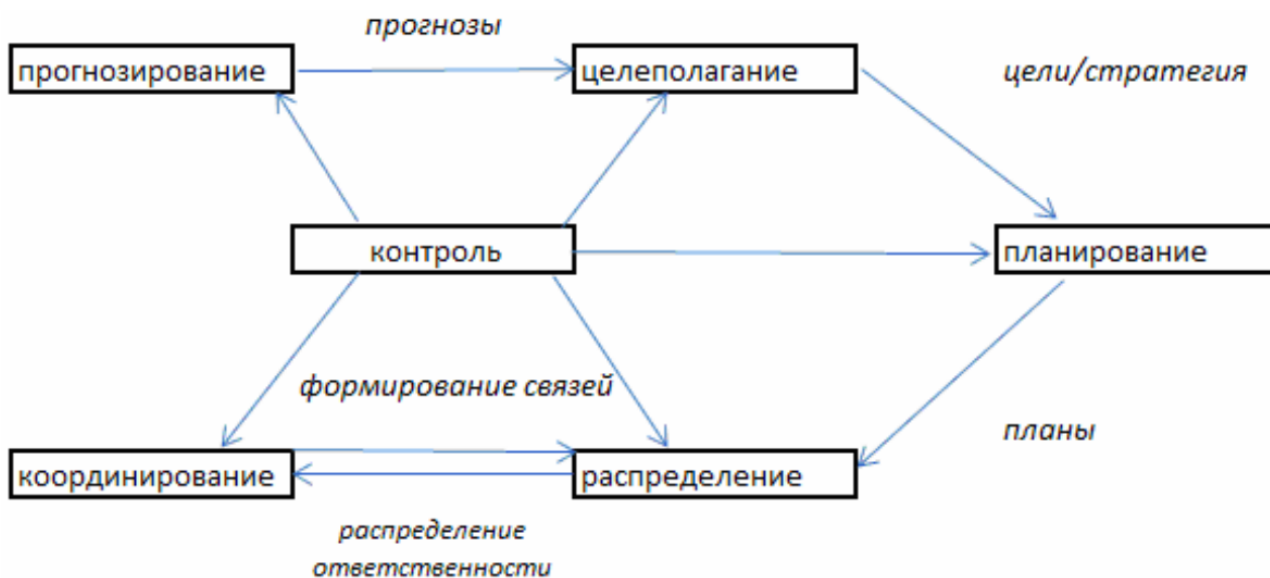 прогнозы
прогнозирование
целеполагание
цели/стратегия
контроль
планирование
формирование связей
планы
координирование
распределение
распределение
ответственности